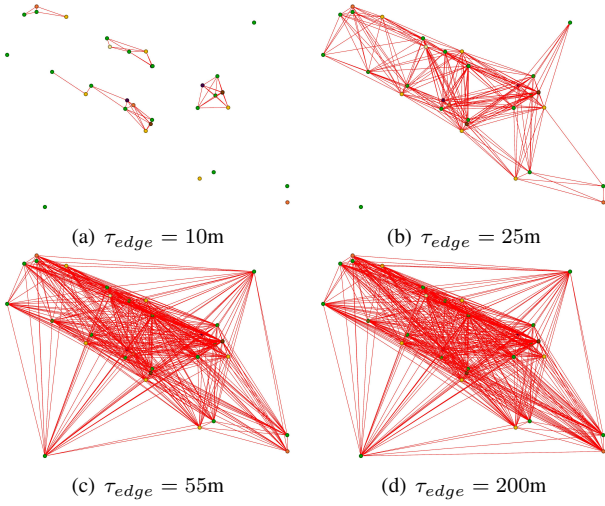 (a) τ_edge = 10m
(b) τ_edge = 25m
(c) τ_edge = 55m
(d) τ_edge = 200m